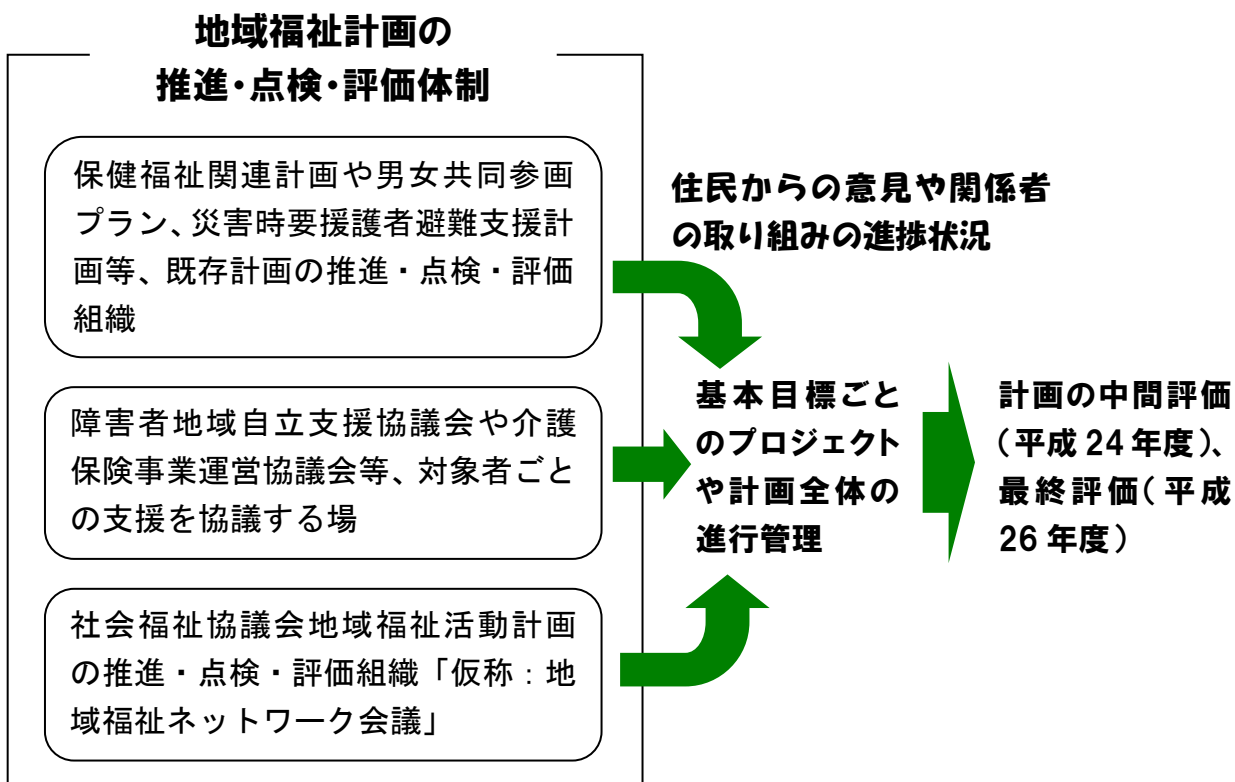 地域福祉計画の
推進・点検・評価体制
保健福祉関連計画や男女共同参画
プラン、災害時要援護者避難支援計
画等、既存計画の推進・点検・評価
組織
障害者地域自立支援協議会や介護
保険事業運営協議会等、対象者ごと
の支援を協議する場
社会福祉協議会地域福祉活動計画
の推進・点検・評価組織「仮称：地
域福祉ネットワーク会議」
住民からの意見や関係者
の取り組みの進捗状況
基本目標ごと
のプロジェクト
や計画全体の
進行管理
計画の中間評価
（平成 24 年度）、
最終評価（平成
26 年度）